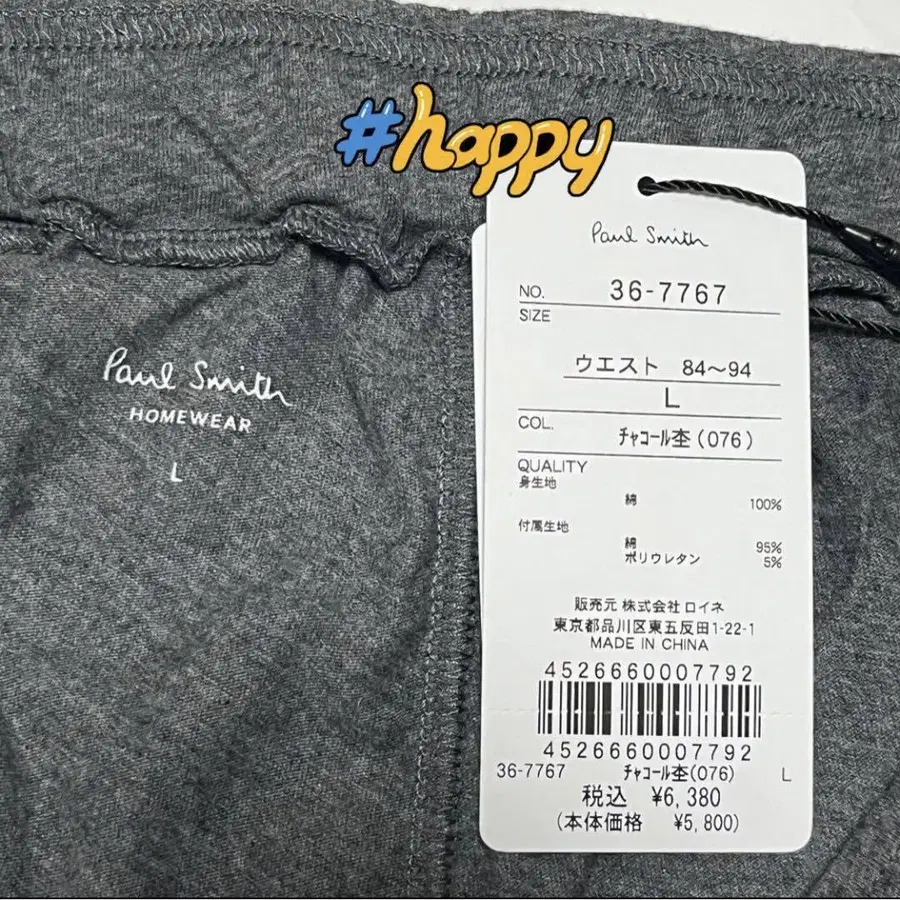 #happy
Paul Smith
HOMEWEAR
L
Paul Smith
NO. 36-7767
SIZE
ウエスト 84〜94
L
COL.
チャコール杢(076)
QUALITY
身生地
綿 100%
付属生地
綿 95%
ポリウレタン 5%
販売元 株式会社 ロイネ
東京都品川区東五反田1-22-1
MADE IN CHINA
4526660007792
4526660007792
36-7767 チャコール杢(076) L
税込 ¥6,380
(本体価格 ¥5,800)